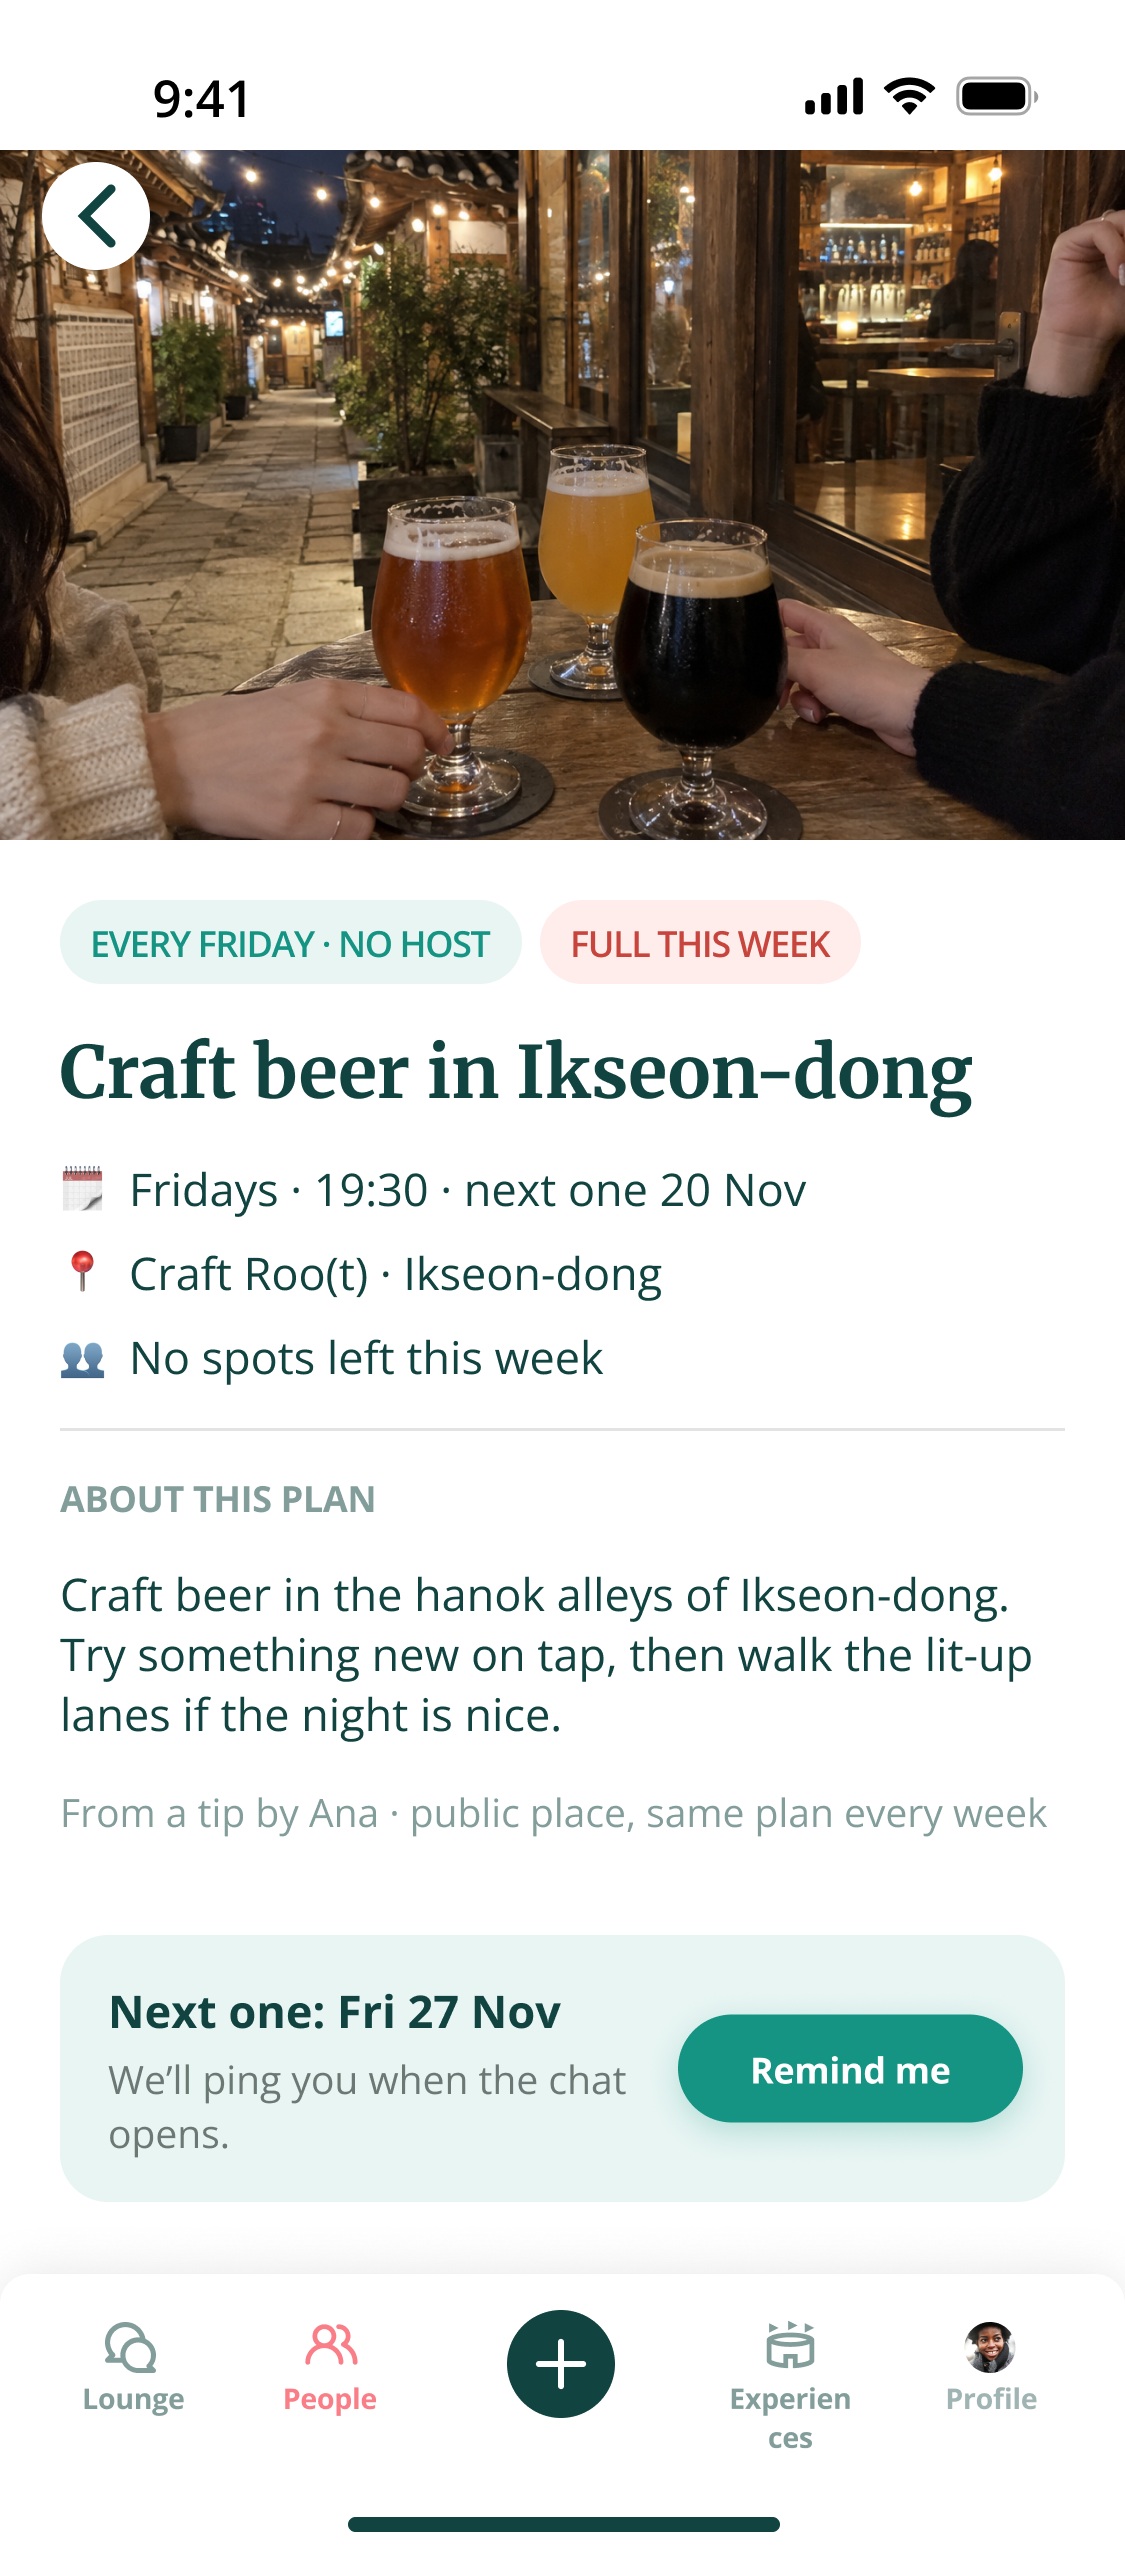 9:41
EVERY FRIDAY · NO HOST
FULL THIS WEEK
Craft beer in Ikseon-dong
Fridays · 19:30 · next one 20 Nov
Craft Roo(t) · Ikseon-dong
No spots left this week
ABOUT THIS PLAN
Craft beer in the hanok alleys of Ikseon-dong.
Try something new on tap, then walk the lit-up
lanes if the night is nice.
From a tip by Ana · public place, same plan every week
Next one: Fri 27 Nov
We’ll ping you when the chat
opens.
Remind me
Lounge
People
Experien
ces
Profile